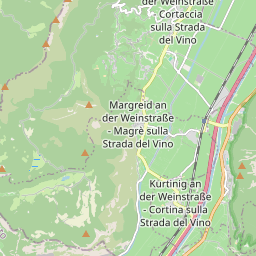 der Weinstraße
- Cortaccia
sulla Strada
del Vino
Margreid an
der Weinstraße
- Magrè sulla
Strada del Vino
Kurtinig an
der Weinstraße
- Cortina sulla
Strada del Vino